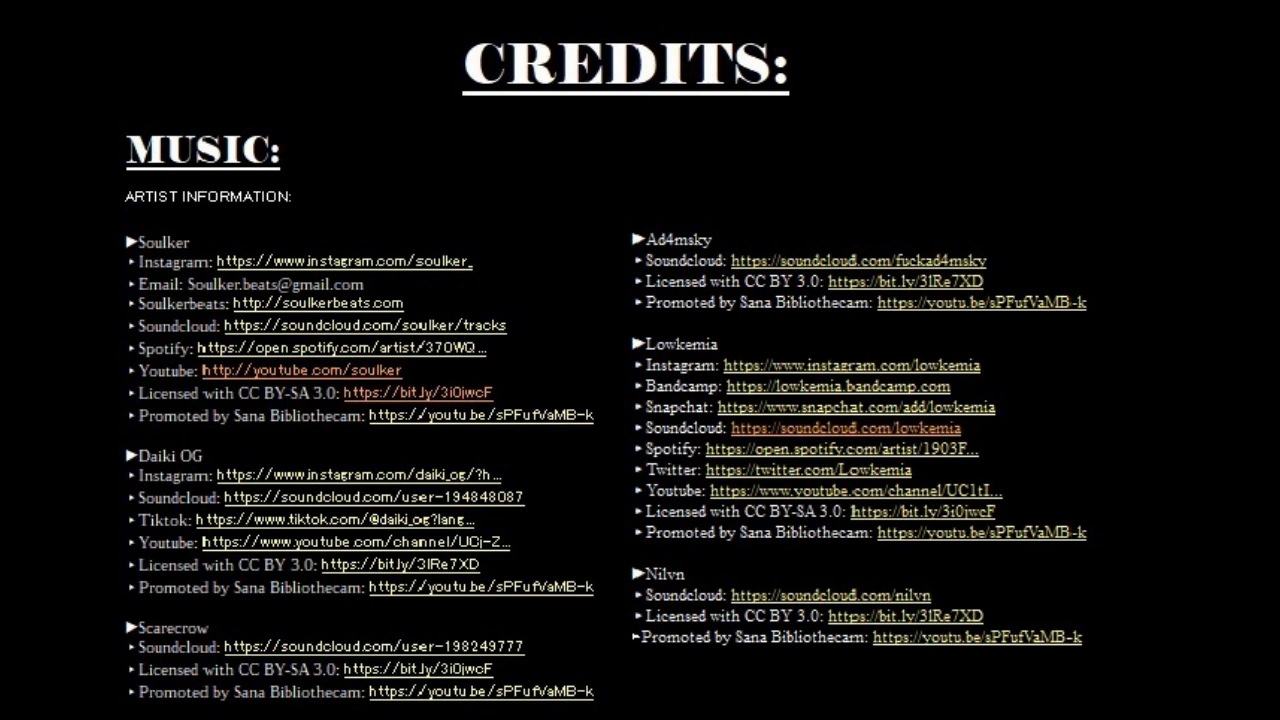 CREDITS:
MUSIC:
ARTIST INFORMATION:
►Soulker
‣ Instagram: https://www.instagram.com/soulker_
‣ Email: Soulker.beats@gmail.com
‣ Soulkerbeats: http://soulkerbeats.com
‣ Soundcloud: https://soundcloud.com/soulker/tracks
‣ Spotify: https://open.spotify.com/artist/370WQ...
‣ Youtube: http://youtube.com/soulker
‣ Licensed with CC BY-SA 3.0: https://bit.ly/3i0jwcF
‣ Promoted by Sana Bibliothecam: https://youtu.be/sPFufVaMB-k
►Daiki OG
‣ Instagram: https://www.instagram.com/daiki_og/?h...
‣ Soundcloud: https://soundcloud.com/user-194848087
‣ Tiktok: https://www.tiktok.com/@daiki_og?lang...
‣ Youtube: https://www.youtube.com/channel/UCj-Z...
‣ Licensed with CC BY 3.0: https://bit.ly/3lRe7XD
‣ Promoted by Sana Bibliothecam: https://youtu.be/sPFufVaMB-k
►Scarecrow
‣ Soundcloud: https://soundcloud.com/user-198249777
‣ Licensed with CC BY-SA 3.0: https://bit.ly/3i0jwcF
‣ Promoted by Sana Bibliothecam: https://youtu.be/sPFufVaMB-k
►Ad4msky
‣ Soundcloud: https://soundcloud.com/fuckad4msky
‣ Licensed with CC BY 3.0: https://bit.ly/3lRe7XD
‣ Promoted by Sana Bibliothecam: https://youtu.be/sPFufVaMB-k
►Lowkemia
‣ Instagram: https://www.instagram.com/lowkemia
‣ Bandcamp: https://lowkemia.bandcamp.com
‣ Snapchat: https://www.snapchat.com/add/lowkemia
‣ Soundcloud: https://soundcloud.com/lowkemia
‣ Spotify: https://open.spotify.com/artist/1903F...
‣ Twitter: https://twitter.com/Lowkemia
‣ Youtube: https://www.youtube.com/channel/UC1tI...
‣ Licensed with CC BY-SA 3.0: https://bit.ly/3i0jwcF
‣ Promoted by Sana Bibliothecam: https://youtu.be/sPFufVaMB-k
►Nilvn
‣ Soundcloud: https://soundcloud.com/nilvn
‣ Licensed with CC BY 3.0: https://bit.ly/3lRe7XD
‣Promoted by Sana Bibliothecam: https://youtu.be/sPFufVaMB-k